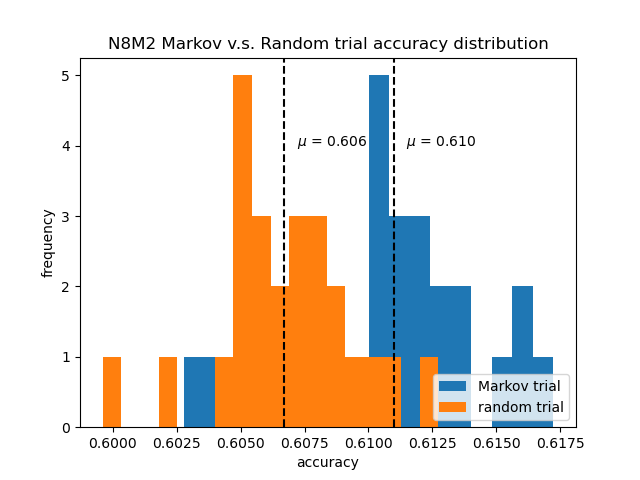 N8M2 Markov v.s. Random trial accuracy distribution
5
4
3
2
1
0
frequency
μ = 0.606
μ = 0.610
Markov trial
random trial
0.6000 0.6025 0.6050 0.6075 0.6100 0.6125 0.6150 0.6175
accuracy